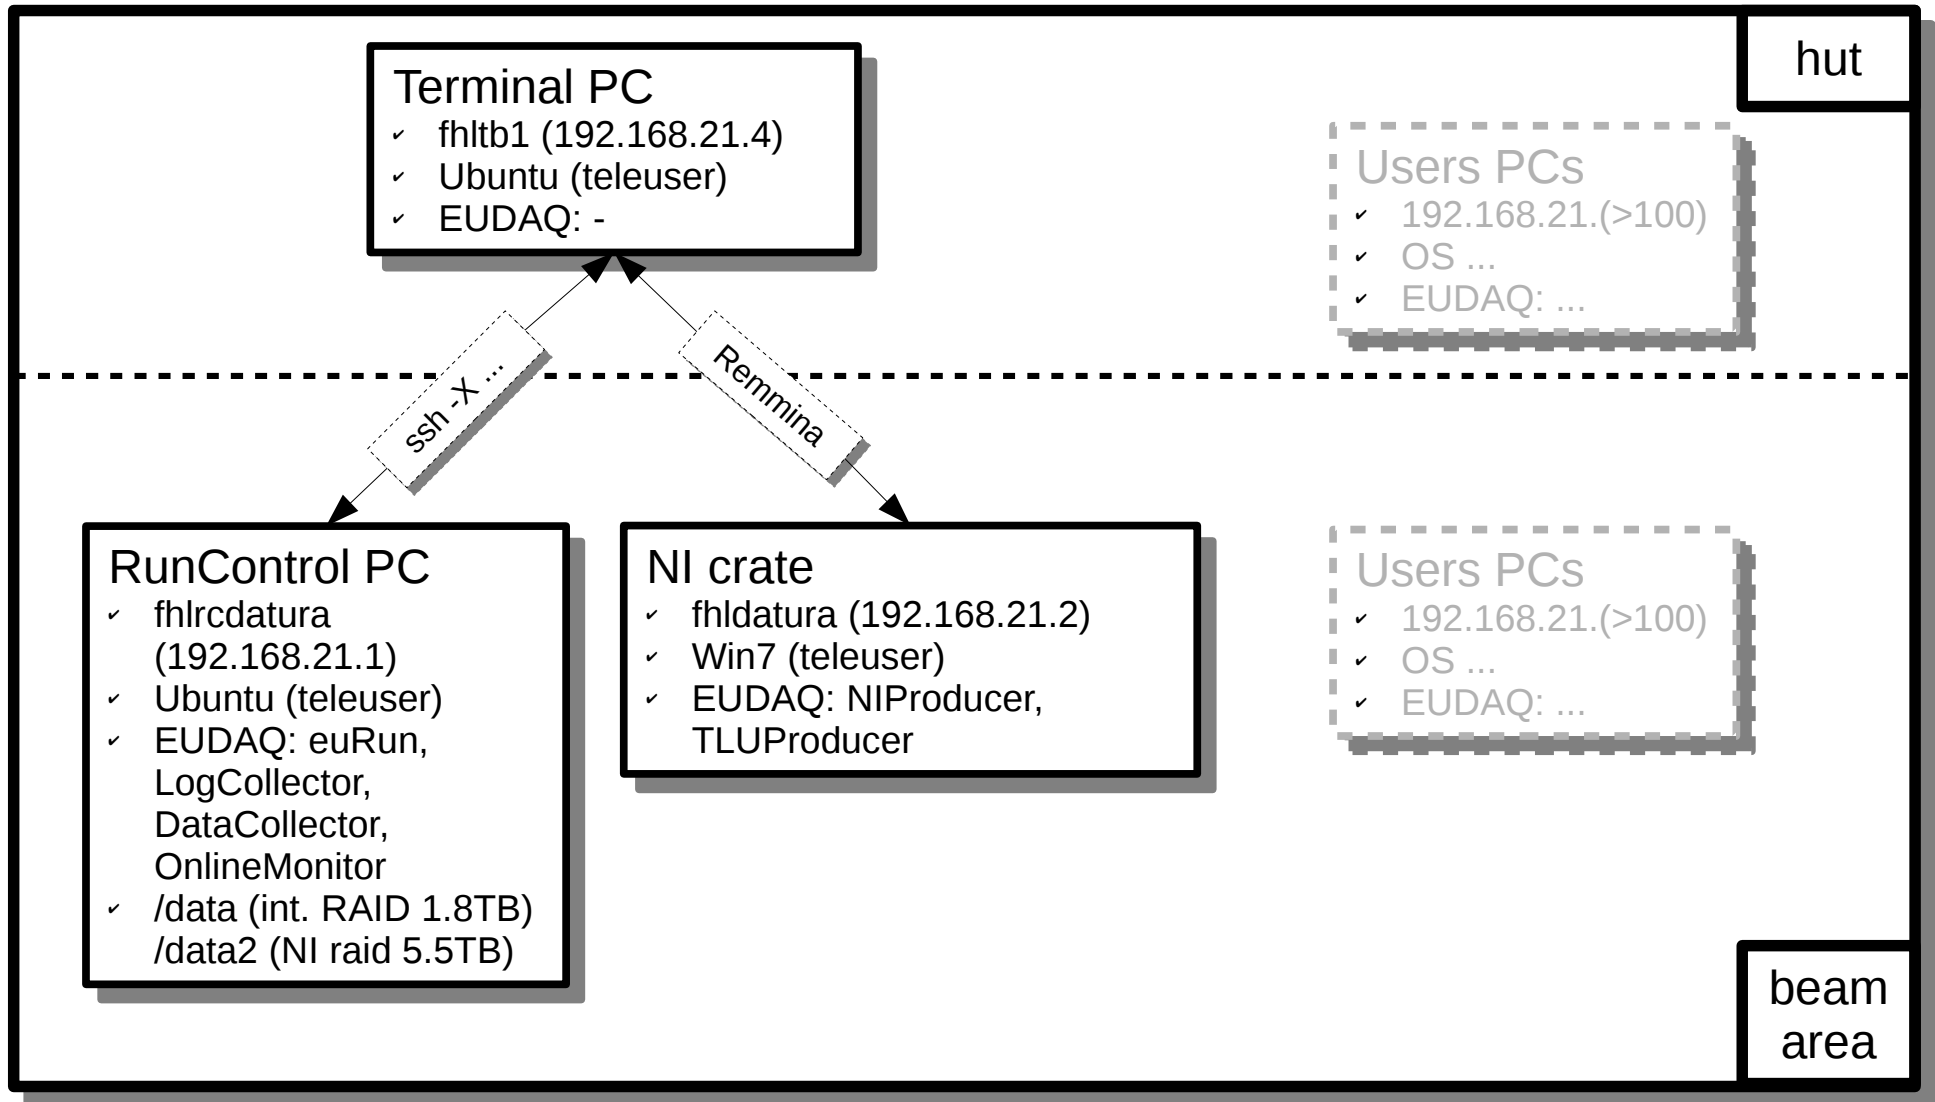 hut
Terminal PC
✔ fhltb1 (192.168.21.4)
✔ Ubuntu (teleuser)
✔ EUDAQ: -
Users PCs
✔ 192.168.21.(>100)
✔ OS ...
✔ EUDAQ: ...
ssh -X ...
Remmina
RunControl PC
✔ fhlrcdatura
(192.168.21.1)
✔ Ubuntu (teleuser)
✔ EUDAQ: euRun,
LogCollector,
DataCollector,
OnlineMonitor
✔ /data (int. RAID 1.8TB)
/data2 (NI raid 5.5TB)
NI crate
✔ fhldatura (192.168.21.2)
✔ Win7 (teleuser)
✔ EUDAQ: NIProducer,
TLUProducer
Users PCs
✔ 192.168.21.(>100)
✔ OS ...
✔ EUDAQ: ...
beam
area